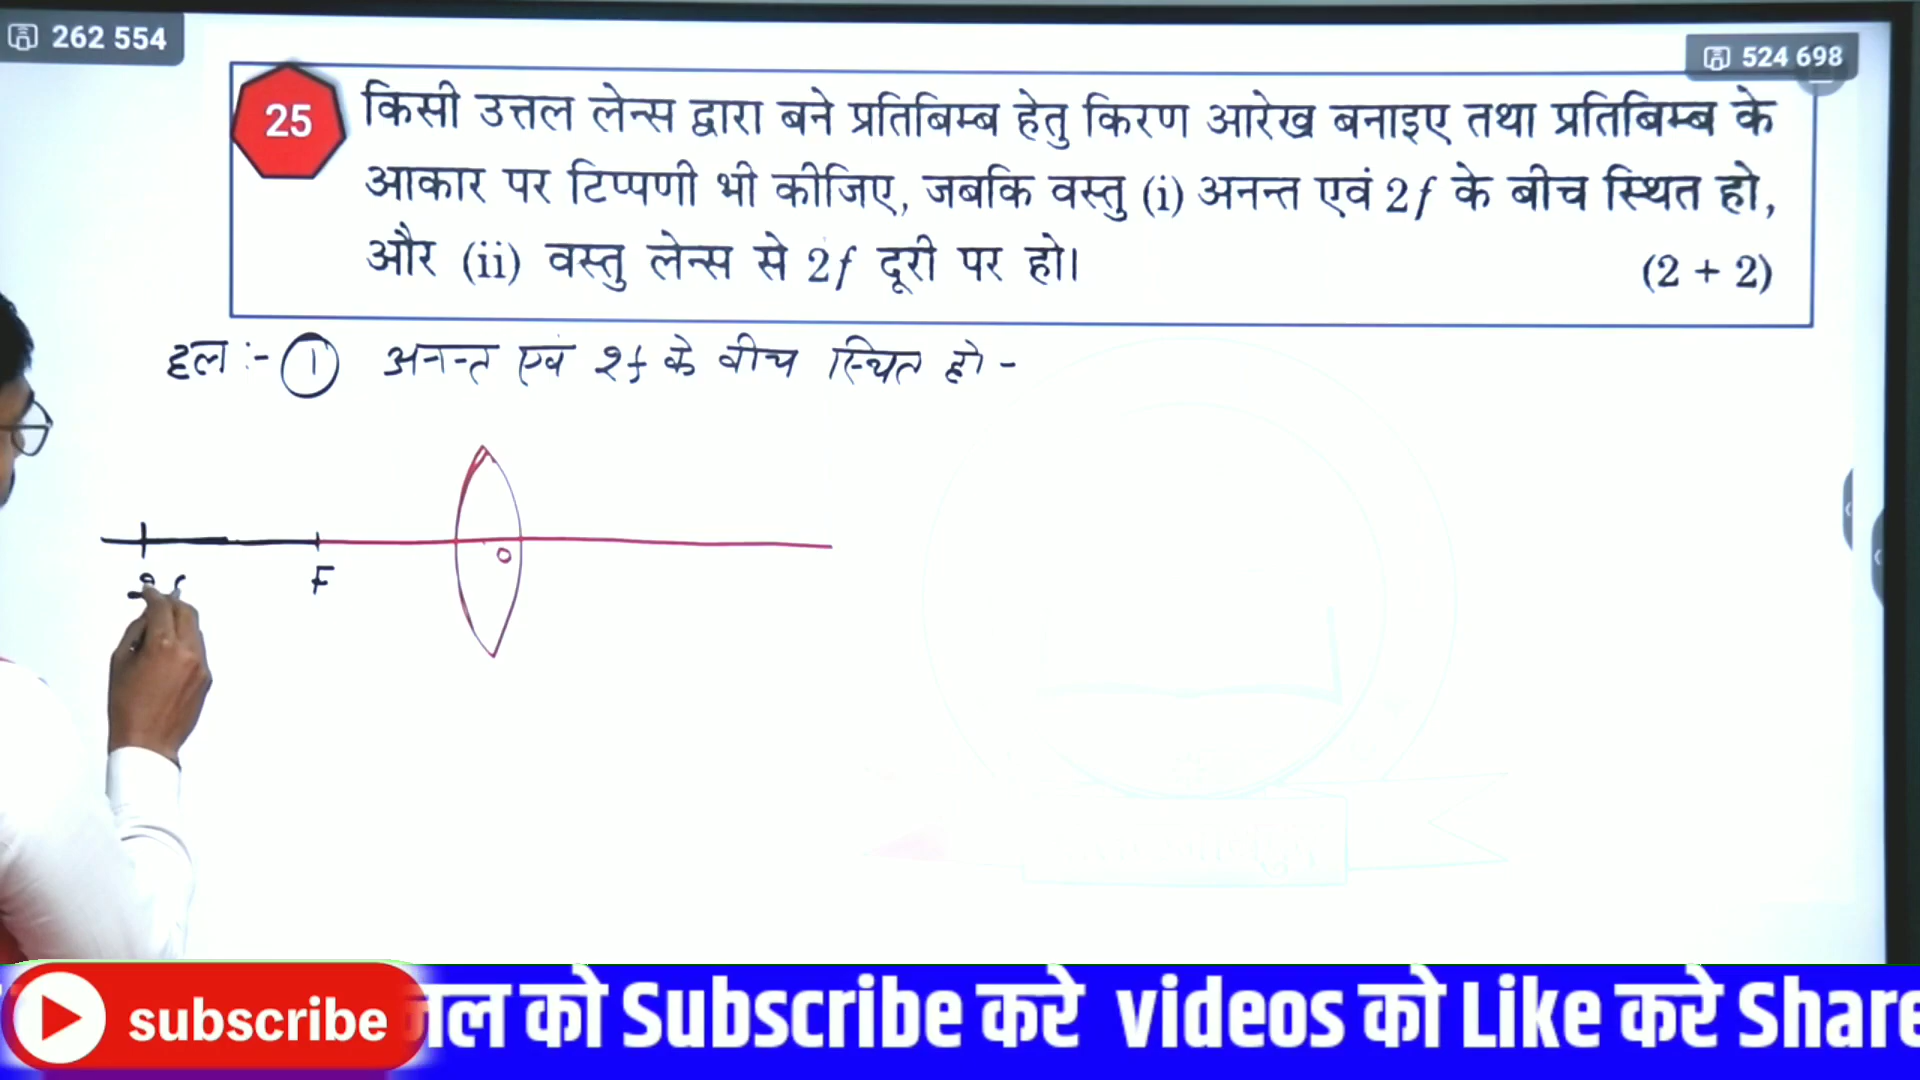 262 554
524 698
25 किसी उत्तल लेन्स द्वारा बने प्रतिबिम्ब हेतु किरण आरेख बनाइए तथा प्रतिबिम्ब के
आकार पर टिप्पणी भी कीजिए, जबकि वस्तु (i) अनन्त एवं 2f के बीच स्थित हो,
और (ii) वस्तु लेन्स से 2f दूरी पर हो। (2 + 2)
हल :- 1 अनन्त एवं 2f के बीच स्थित हो -
O
F
subscribe को Subscribe करे videos को Like करे Share